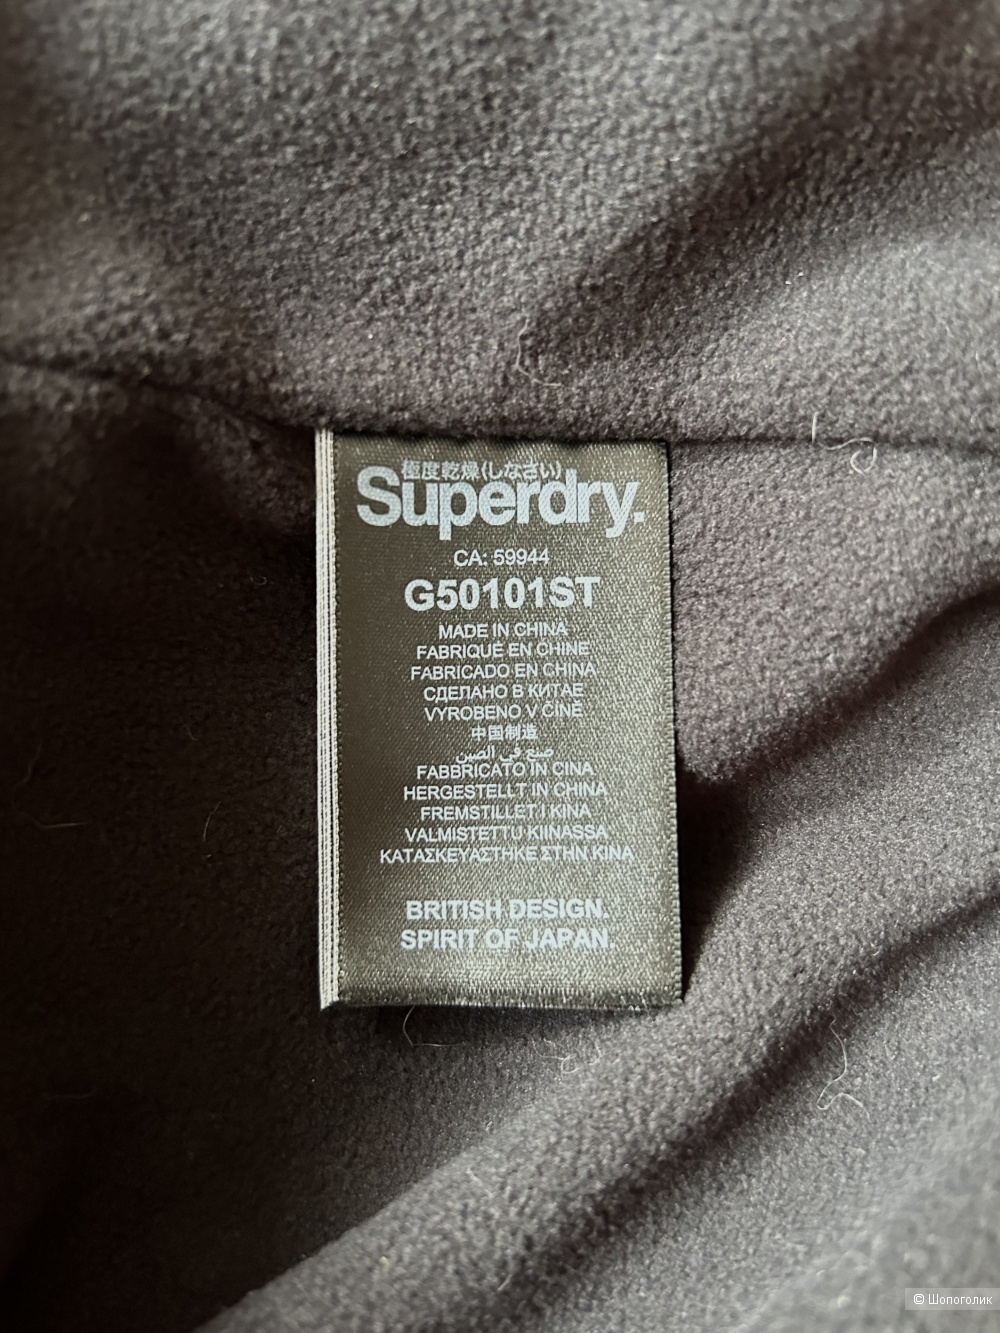 極度乾燥(しなさい)
Superdry.
CA: 59944
G50101ST
MADE IN CHINA
FABRIQUÉ EN CHINE
FABRICADO EN CHINA
СДЕЛАНО В КИТАЕ
VYROBENO V ČÍNĚ
中国制造
صنع في الصين
FABBRICATO IN CINA
HERGESTELLT IN CHINA
FREMSTILLET I KINA
VALMISTETTU KIINASSA
ΚΑΤΑΣΚΕΥΑΣΤΗΚΕ ΣΤΗΝ ΚΙΝΑ
BRITISH DESIGN.
SPIRIT OF JAPAN.
© Шопоголик